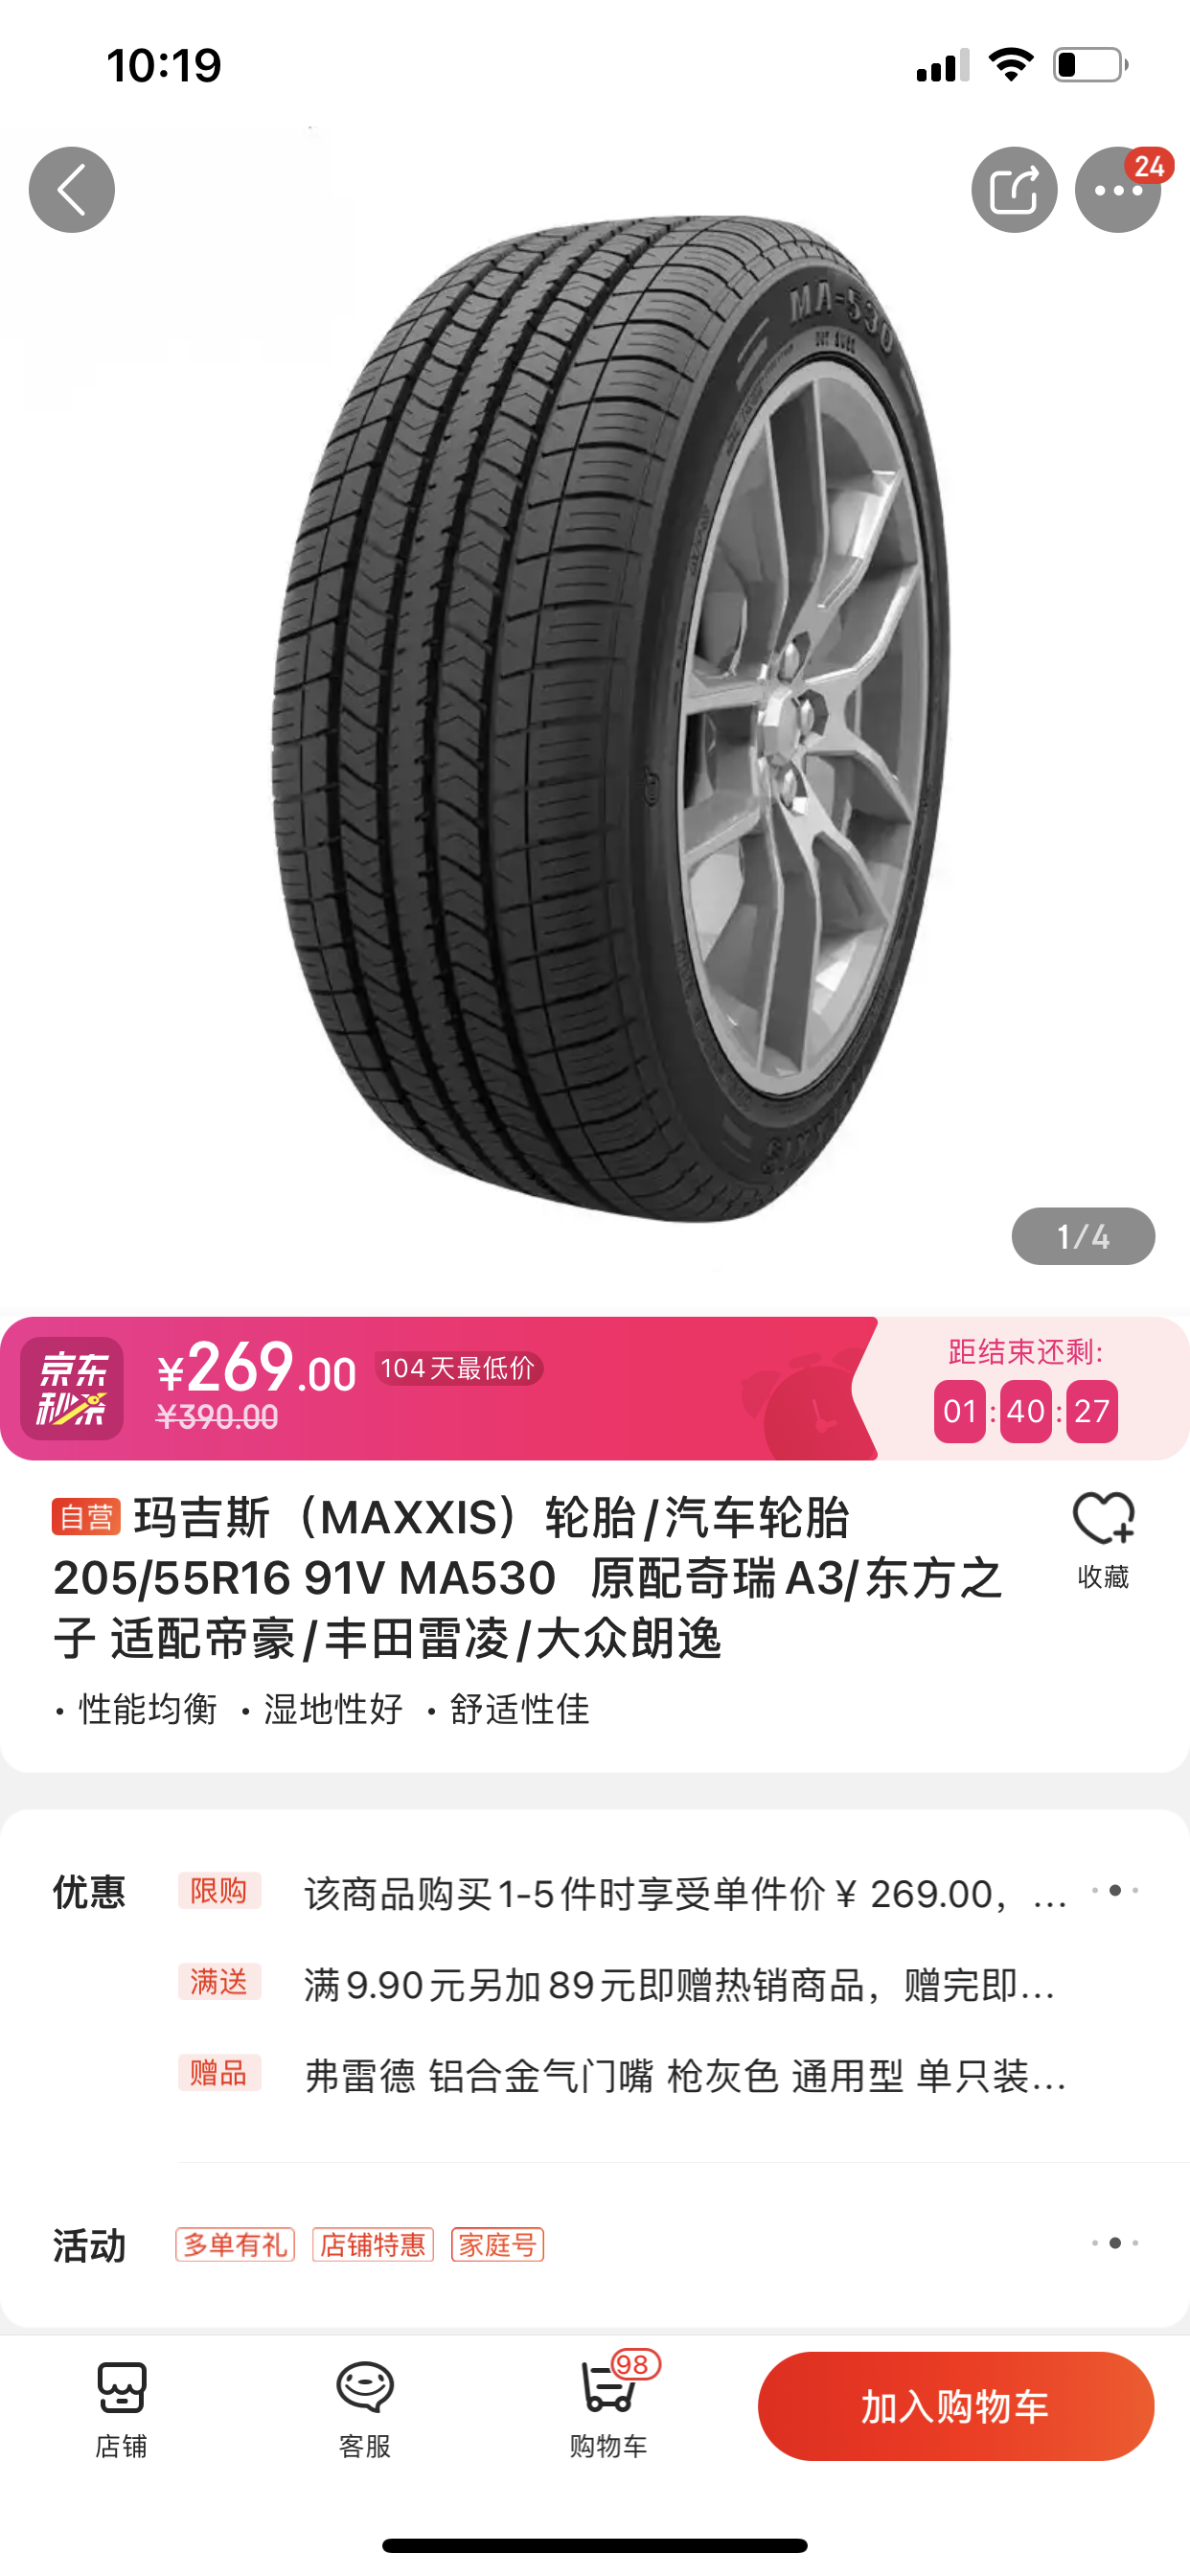 10:19
24
MA-530
1/4
京东
秒杀
¥269.00
104天最低价
¥390.00
距结束还剩:
01:40:27
自营 玛吉斯（MAXXIS）轮胎/汽车轮胎
205/55R16 91V MA530 原配奇瑞A3/东方之
子 适配帝豪/丰田雷凌/大众朗逸
收藏
· 性能均衡 · 湿地性好 · 舒适性佳
优惠
限购 该商品购买1-5件时享受单件价¥ 269.00，...
满送 满9.90元另加89元即赠热销商品，赠完即...
赠品 弗雷德 铝合金气门嘴 枪灰色 通用型 单只装...
活动 多单有礼 店铺特惠 家庭号
店铺
客服
98
购物车
加入购物车